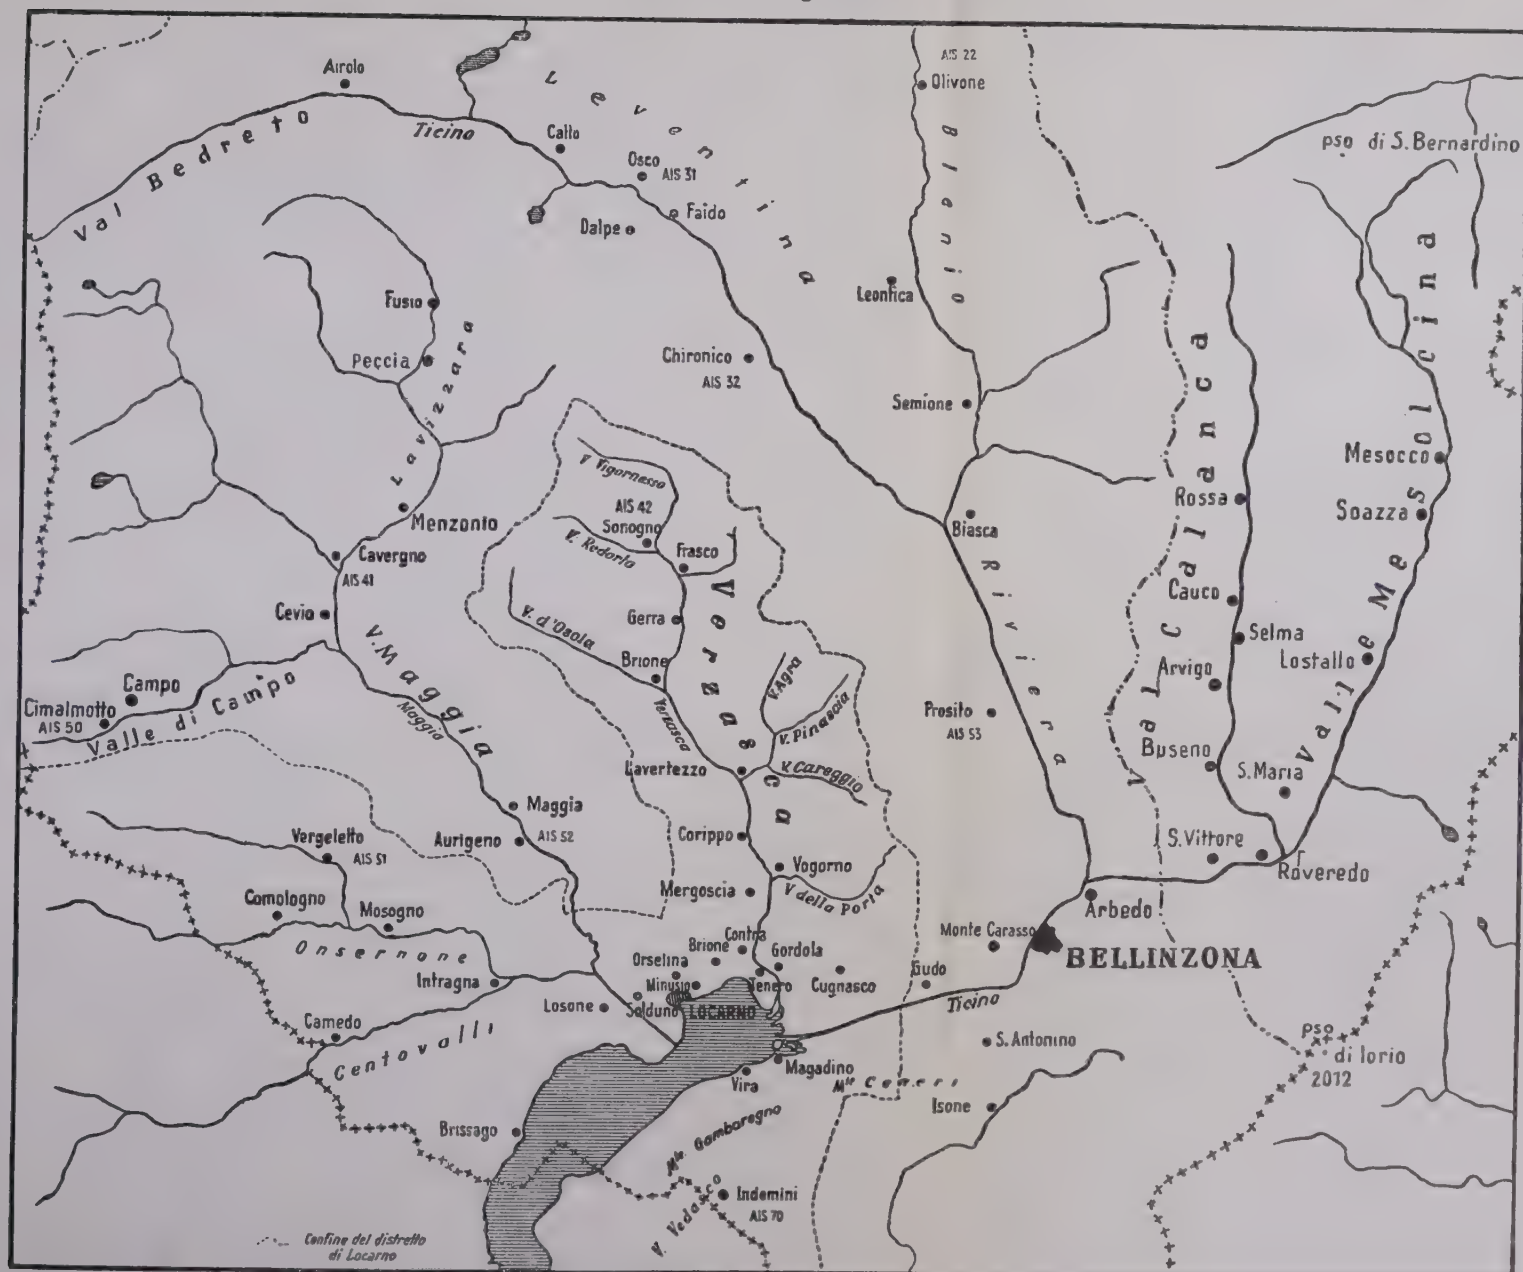 Airolo
Ticino
Val Bedreto
Leventina
Catto
Osco
AIS 31
Faido
Dalpe
AIS 22
Olivone
Blenio
pso di S. Bernardino
Fusio
Peccia
Lavizzara
Chironico
AIS 32
Leontica
Semione
Val Calanca
Valle Mesolcina
Mesocco
Soazza
Rossa
Cauco
Selma
Arvigo
Lostallo
Buseno
S. Maria
S. Vittore
Roveredo
Menzonio
Cavergno
AIS 41
Cevio
V. Vigornesso
AIS 42
Sonogno
V. Redorta
Frasco
Verzasca
Gerra
V. d'Osola
Brione
Verzasca
V. Agra
V. Pinascia
V. Careggio
Lavertezzo
Corippo
Vogorno
Mergoscia
V. della Porta
Biasca
Riviera
Prosito
AIS 53
Campo
Cimalmotto
AIS 50
Valle di Campo
V. Maggia
Maggia
Maggia
Aurigeno
AIS 52
Vergeletto
AIS 51
Comologno
Mosogno
Onsernone
Intragna
Camedo
Centovalli
Losone
Solduno
Orselina
Minusio
Brione
Contra
Tenero
Gordola
Cugnasco
LOCARNO
Gudo
Monte Carasso
Arbedo
BELLINZONA
Ticino
S. Antonino
Magadino
Vira
Mte Ceneri
Isone
Mte Gambarogno
Brissago
Indemini
AIS 70
V. Vedasco
pso
di Iorio
2012
Confine del distretto
di Locarno